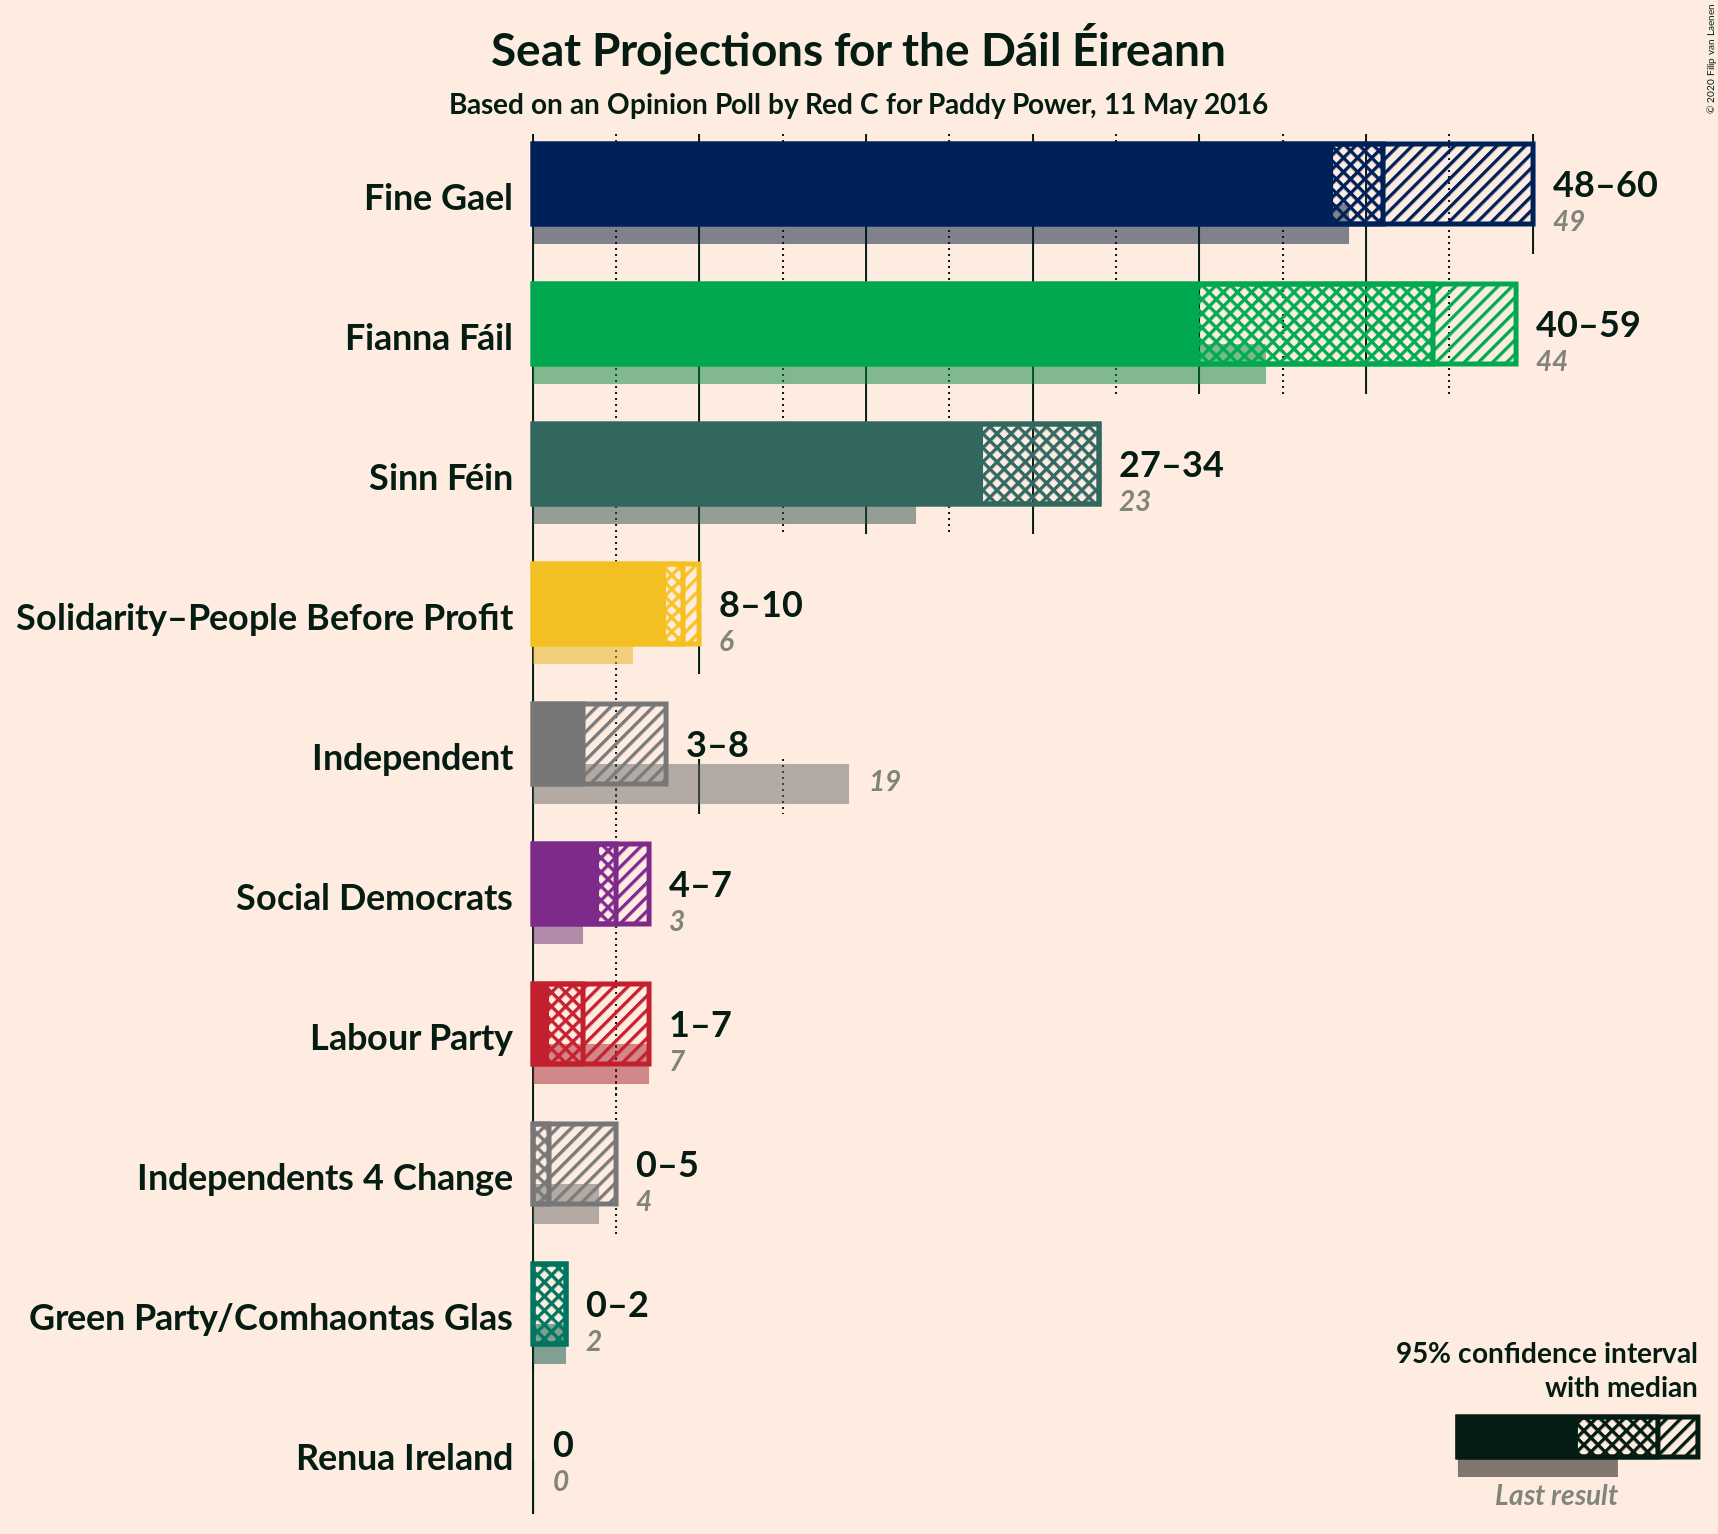 Seat Projections for the Dáil Éireann
Based on an Opinion Poll by Red C for Paddy Power, 11 May 2016
© 2020 Filip van Laenen
Fine Gael
48–60
49
Fianna Fáil
40–59
44
Sinn Féin
27–34
23
Solidarity–People Before Profit
8–10
6
Independent
3–8
19
Social Democrats
4–7
3
Labour Party
1–7
7
Independents 4 Change
0–5
4
Green Party/Comhaontas Glas
0–2
2
Renua Ireland
0
0
95% confidence interval
with median
Last result